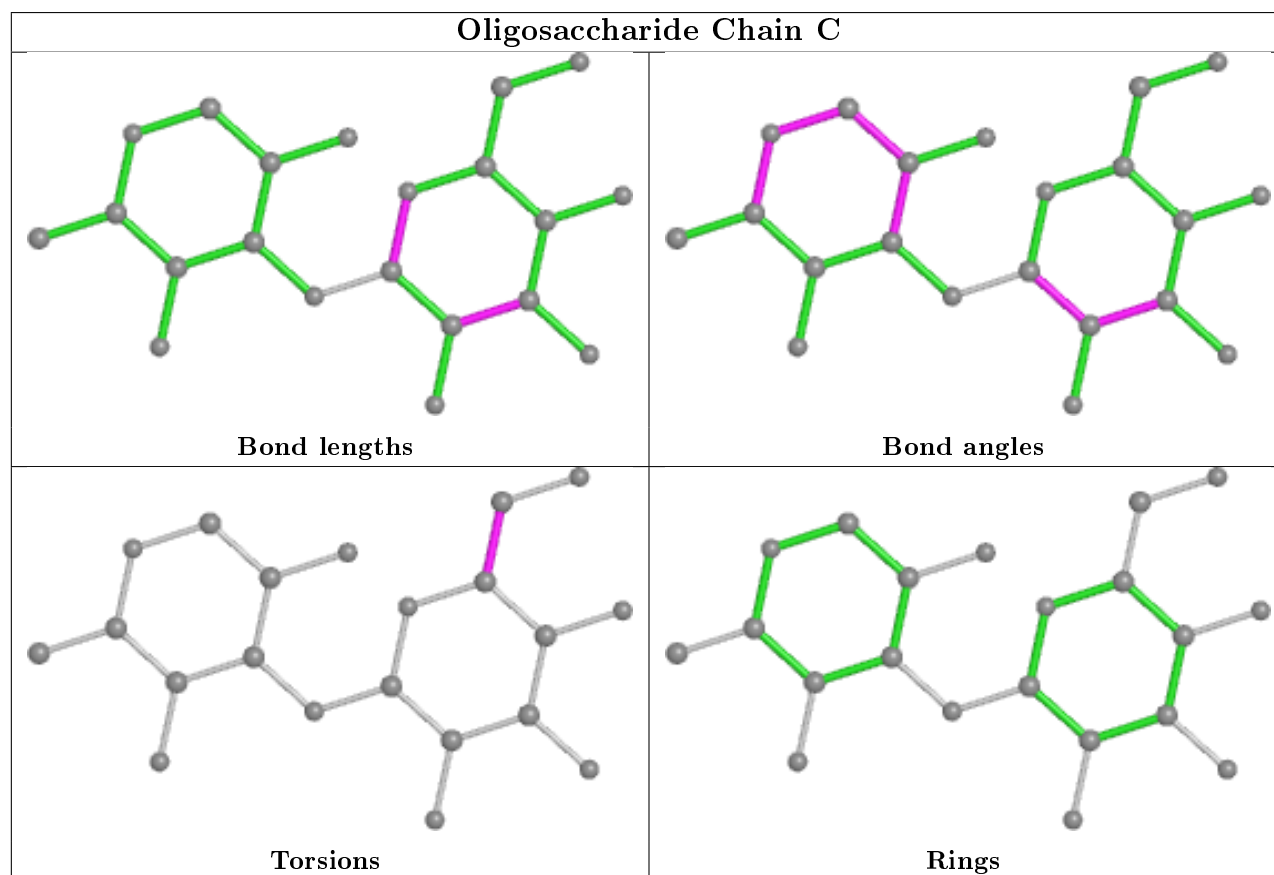 Oligosaccharide Chain C
Bond lengths
Bond angles
Torsions
Rings